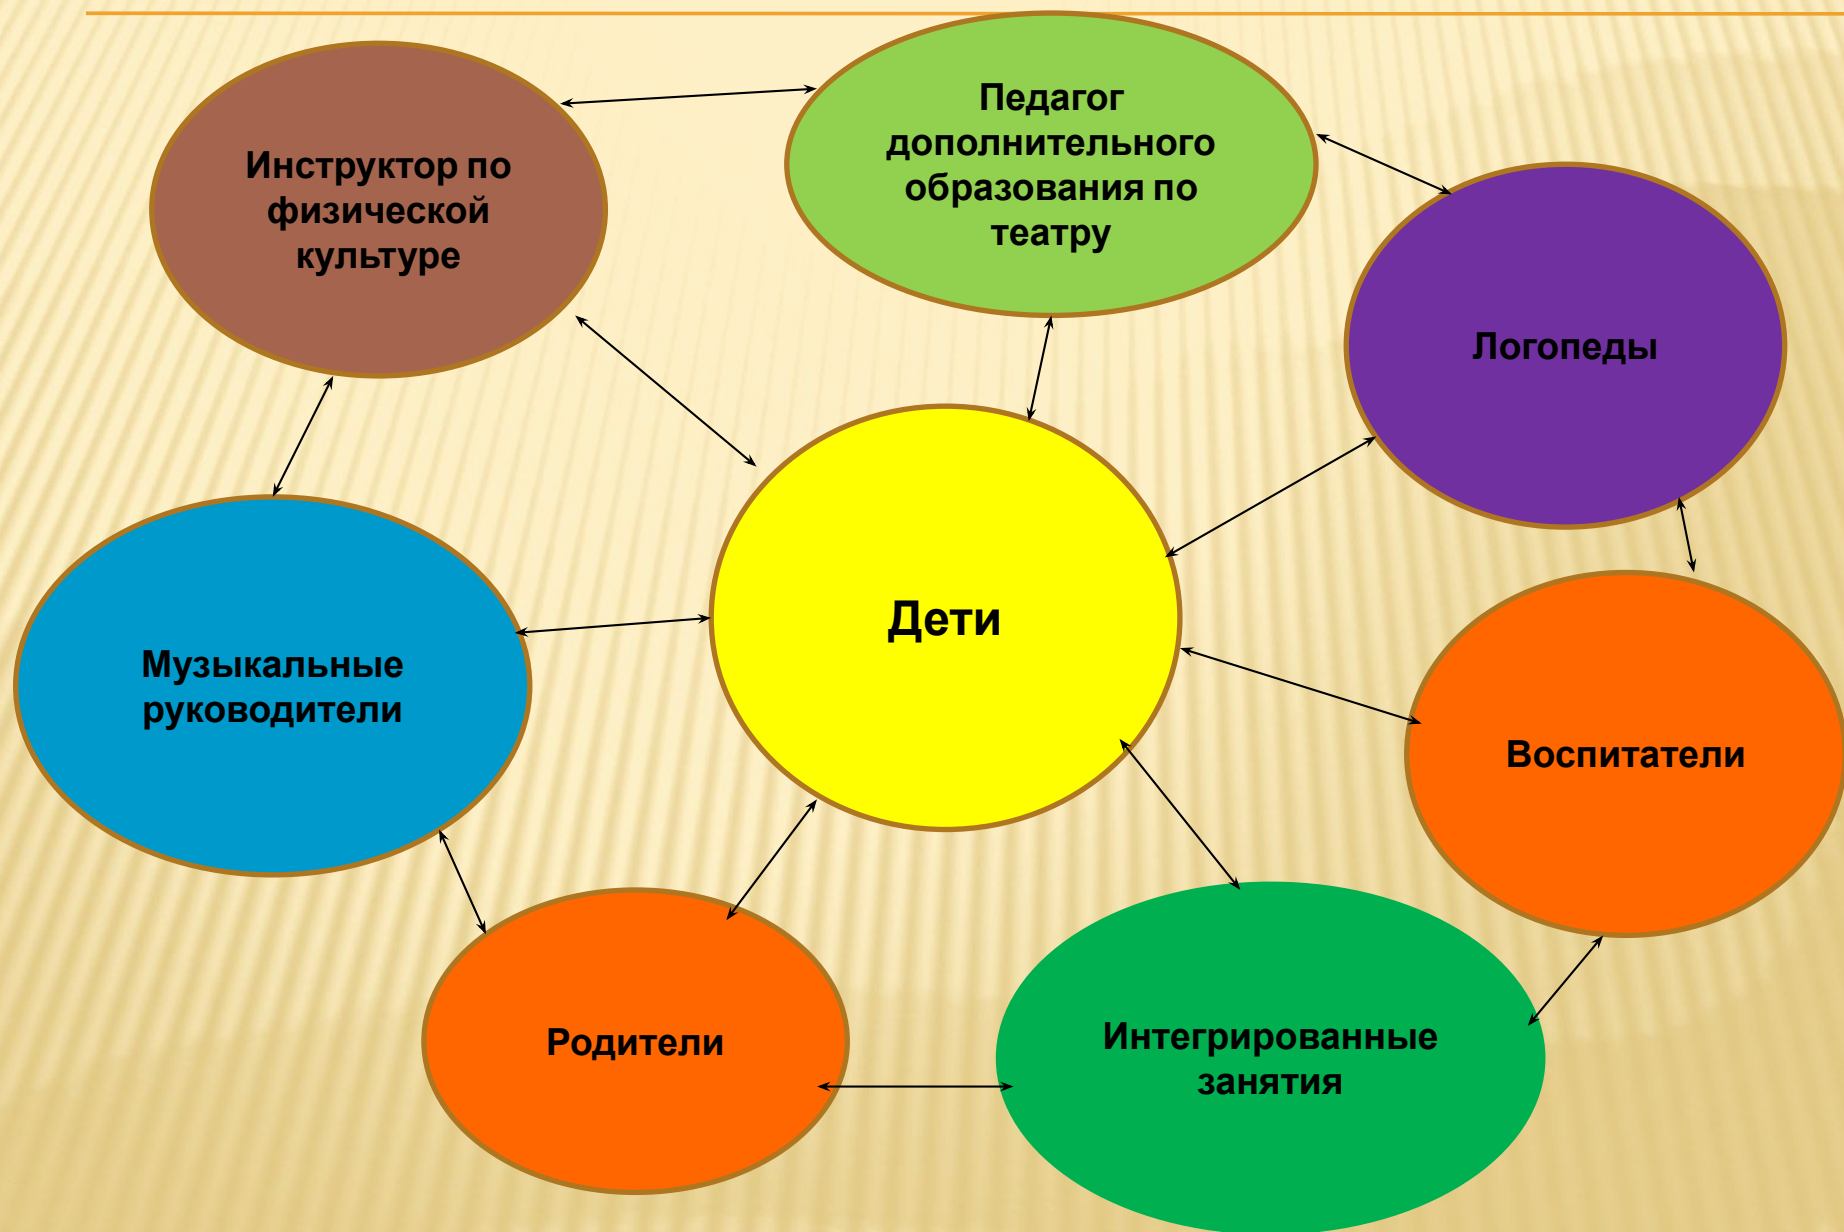 Инструктор по
физической
культуре
Педагог
дополнительного
образования по
театру
Логопеды
Дети
Музыкальные
руководители
Воспитатели
Родители
Интегрированные
занятия